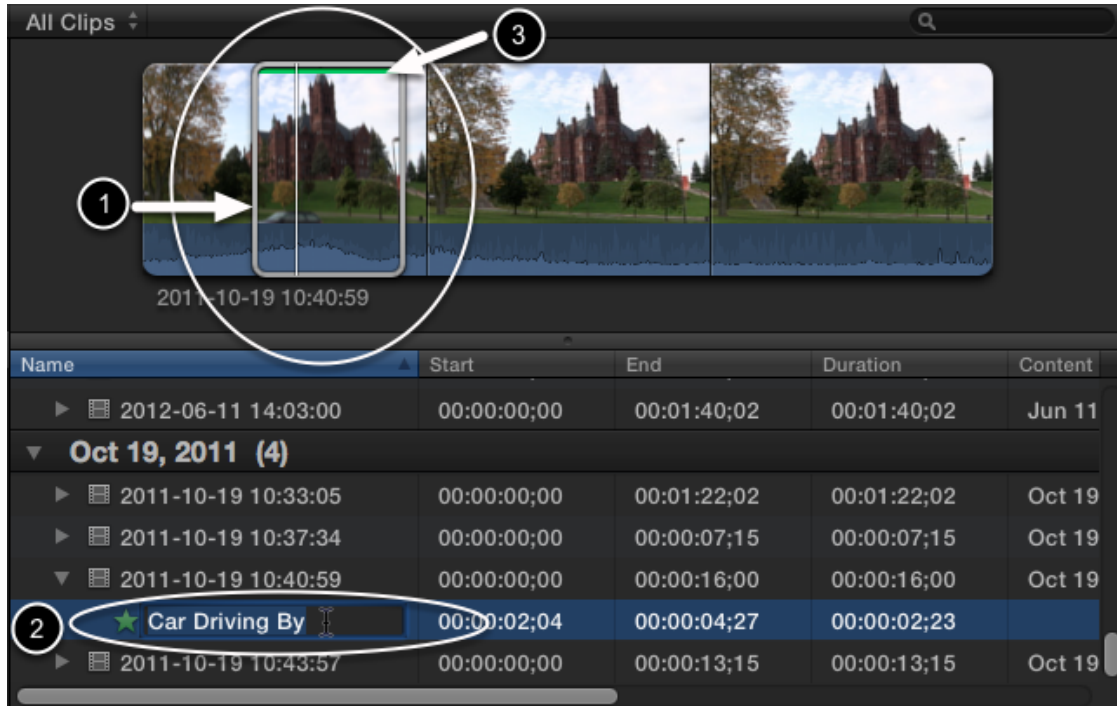 All Clips
3
1
2011-10-19 10:40:59
Name Start End Duration Content
2012-06-11 14:03:00 00:00:00;00 00:01:40;02 00:01:40;02 Jun 11
Oct 19, 2011 (4)
2011-10-19 10:33:05 00:00:00;00 00:01:22;02 00:01:22;02 Oct 19
2011-10-19 10:37:34 00:00:00;00 00:00:07;15 00:00:07;15 Oct 19
2011-10-19 10:40:59 00:00:00;00 00:00:16;00 00:00:16;00 Oct 19
2 Car Driving By 00:00:02;04 00:00:04;27 00:00:02;23
2011-10-19 10:43:57 00:00:00;00 00:00:13;15 00:00:13;15 Oct 19